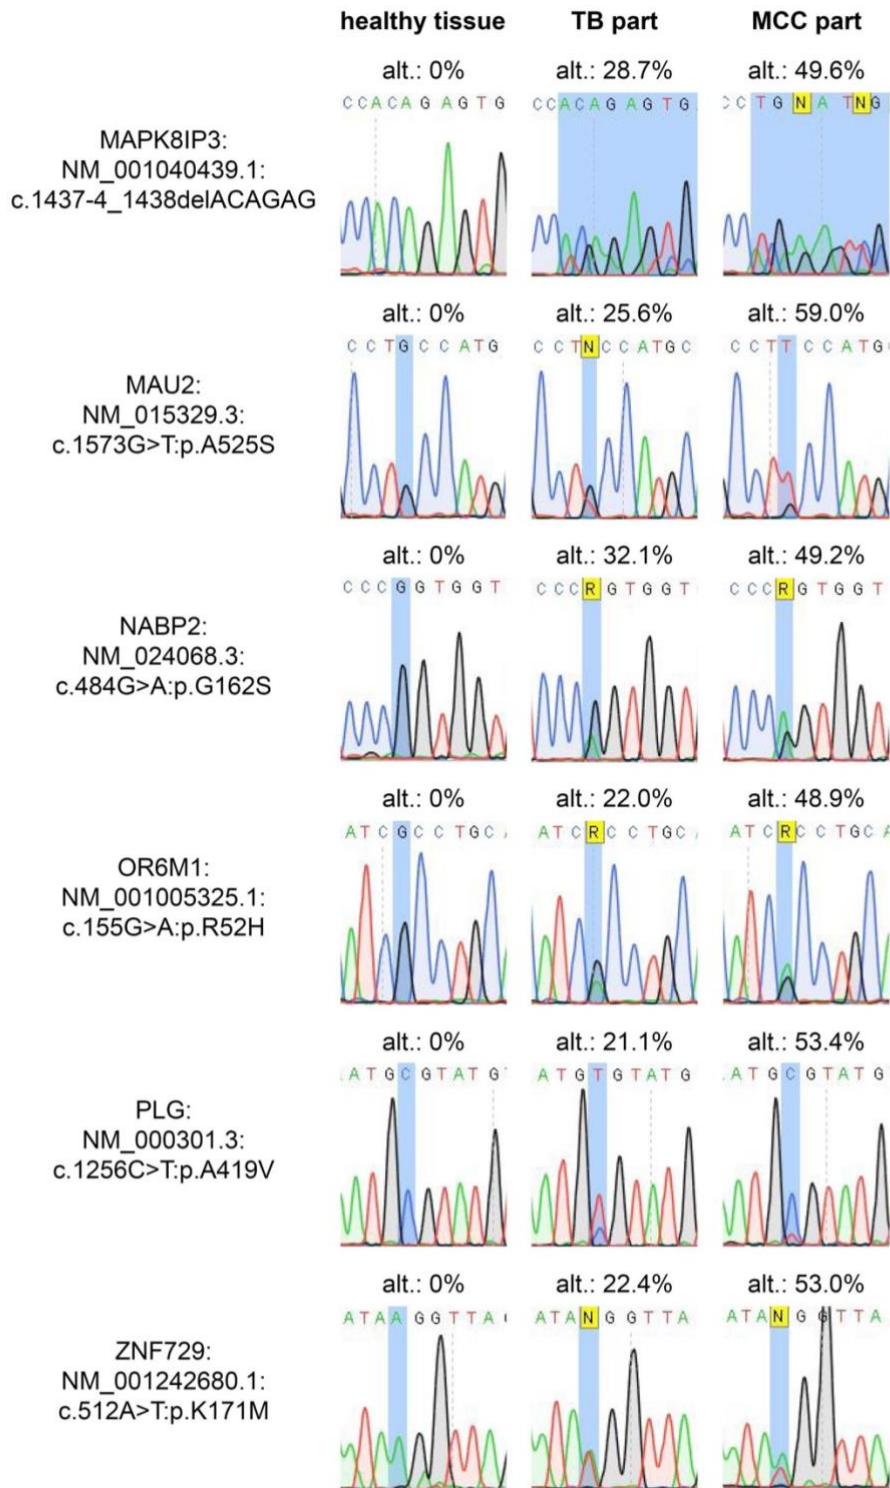 healthy tissue TB part MCC part
alt.: 0% alt.: 28.7% alt.: 49.6%
CCACAGAGTG CCACAGAGTG CCTGNATNG
MAPK8IP3:
NM_001040439.1:
c.1437-4_1438delACAGAG
alt.: 0% alt.: 25.6% alt.: 59.0%
CCTGCCATG CCTNCCATGC CCTTCCATG
MAU2:
NM_015329.3:
c.1573G>T:p.A525S
alt.: 0% alt.: 32.1% alt.: 49.2%
CCCGGTGGT CCCRGTGGT CCCRGTGGT
NABP2:
NM_024068.3:
c.484G>A:p.G162S
alt.: 0% alt.: 22.0% alt.: 48.9%
ATCGCCTGC ATCRCCTGC ATCRCCTGCA
OR6M1:
NM_001005325.1:
c.155G>A:p.R52H
alt.: 0% alt.: 21.1% alt.: 53.4%
ATGCGTATG ATGTGTATG ATGCGTATG
PLG:
NM_000301.3:
c.1256C>T:p.A419V
alt.: 0% alt.: 22.4% alt.: 53.0%
ATAAGGTTA ATANGGTTA ATANGGTTA
ZNF729:
NM_001242680.1:
c.512A>T:p.K171M